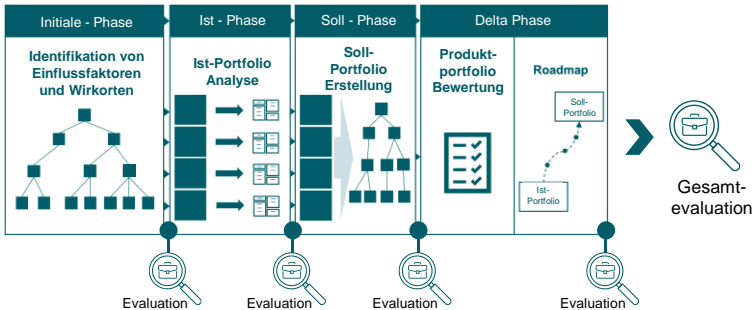 Initiale - Phase
Ist - Phase
Soll - Phase
Delta Phase
Identifikation von
Einflussfaktoren
und Wirkorten
Ist-Portfolio
Analyse
Soll-
Portfolio
Erstellung
Produkt-
portfolio
Bewertung
Roadmap
Soll-
Portfolio
Ist-
Portfolio
Gesamt-
evaluation
Evaluation
Evaluation
Evaluation
Evaluation